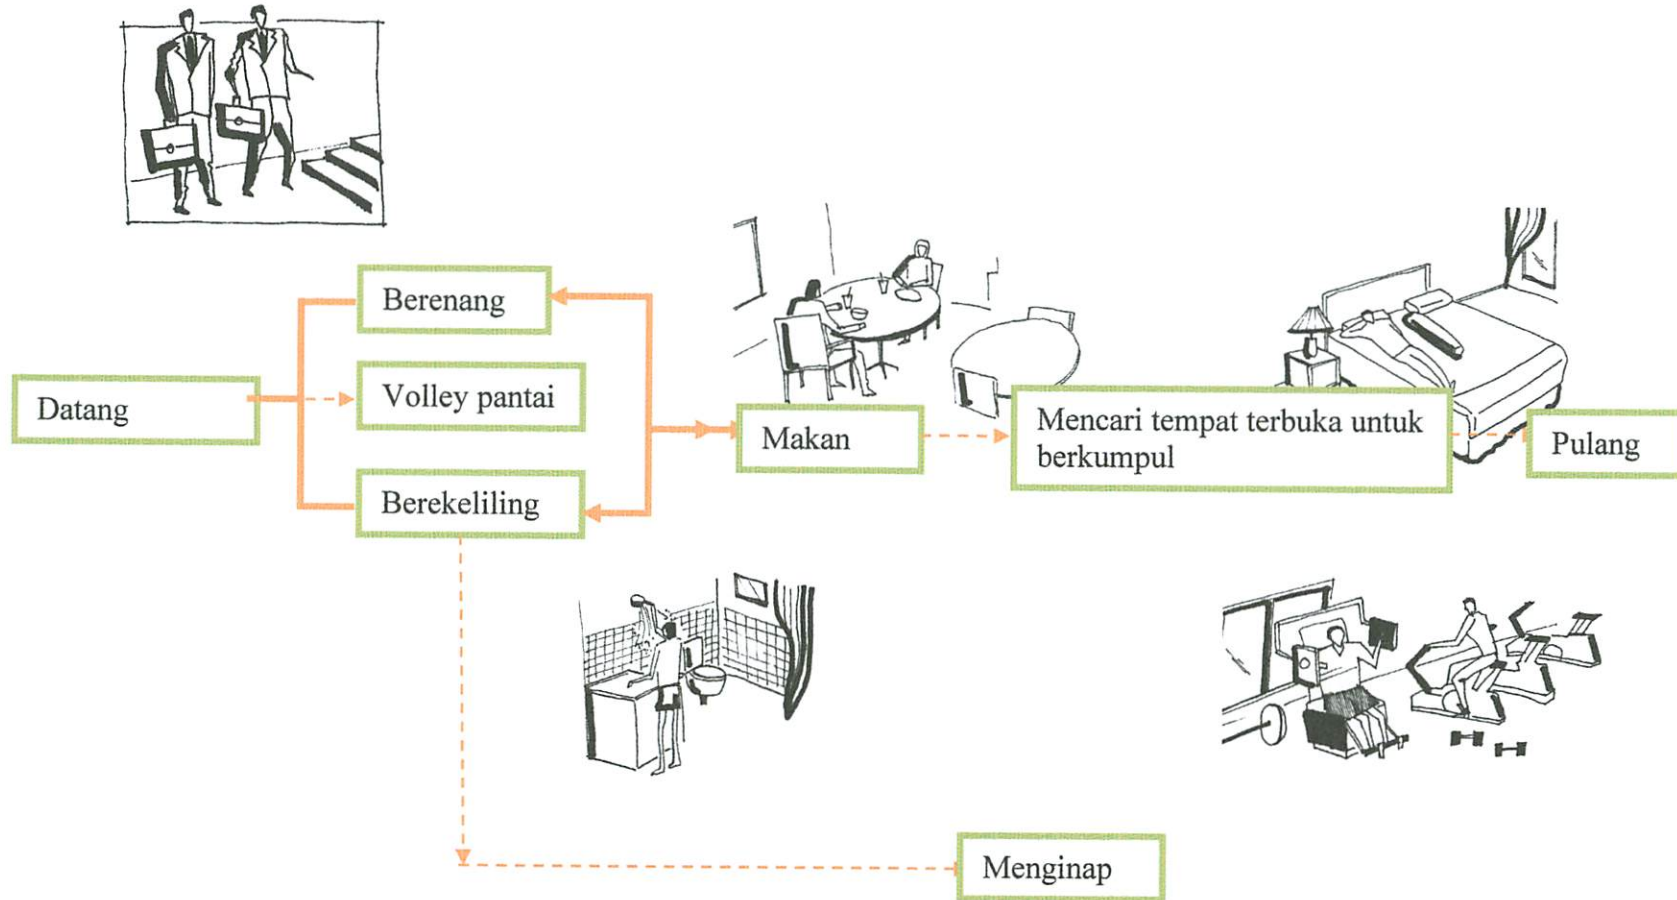 Berenang
Datang
Volley pantai
Berekeliling
Makan
Mencari tempat terbuka untuk
berkumpul
Pulang
Menginap